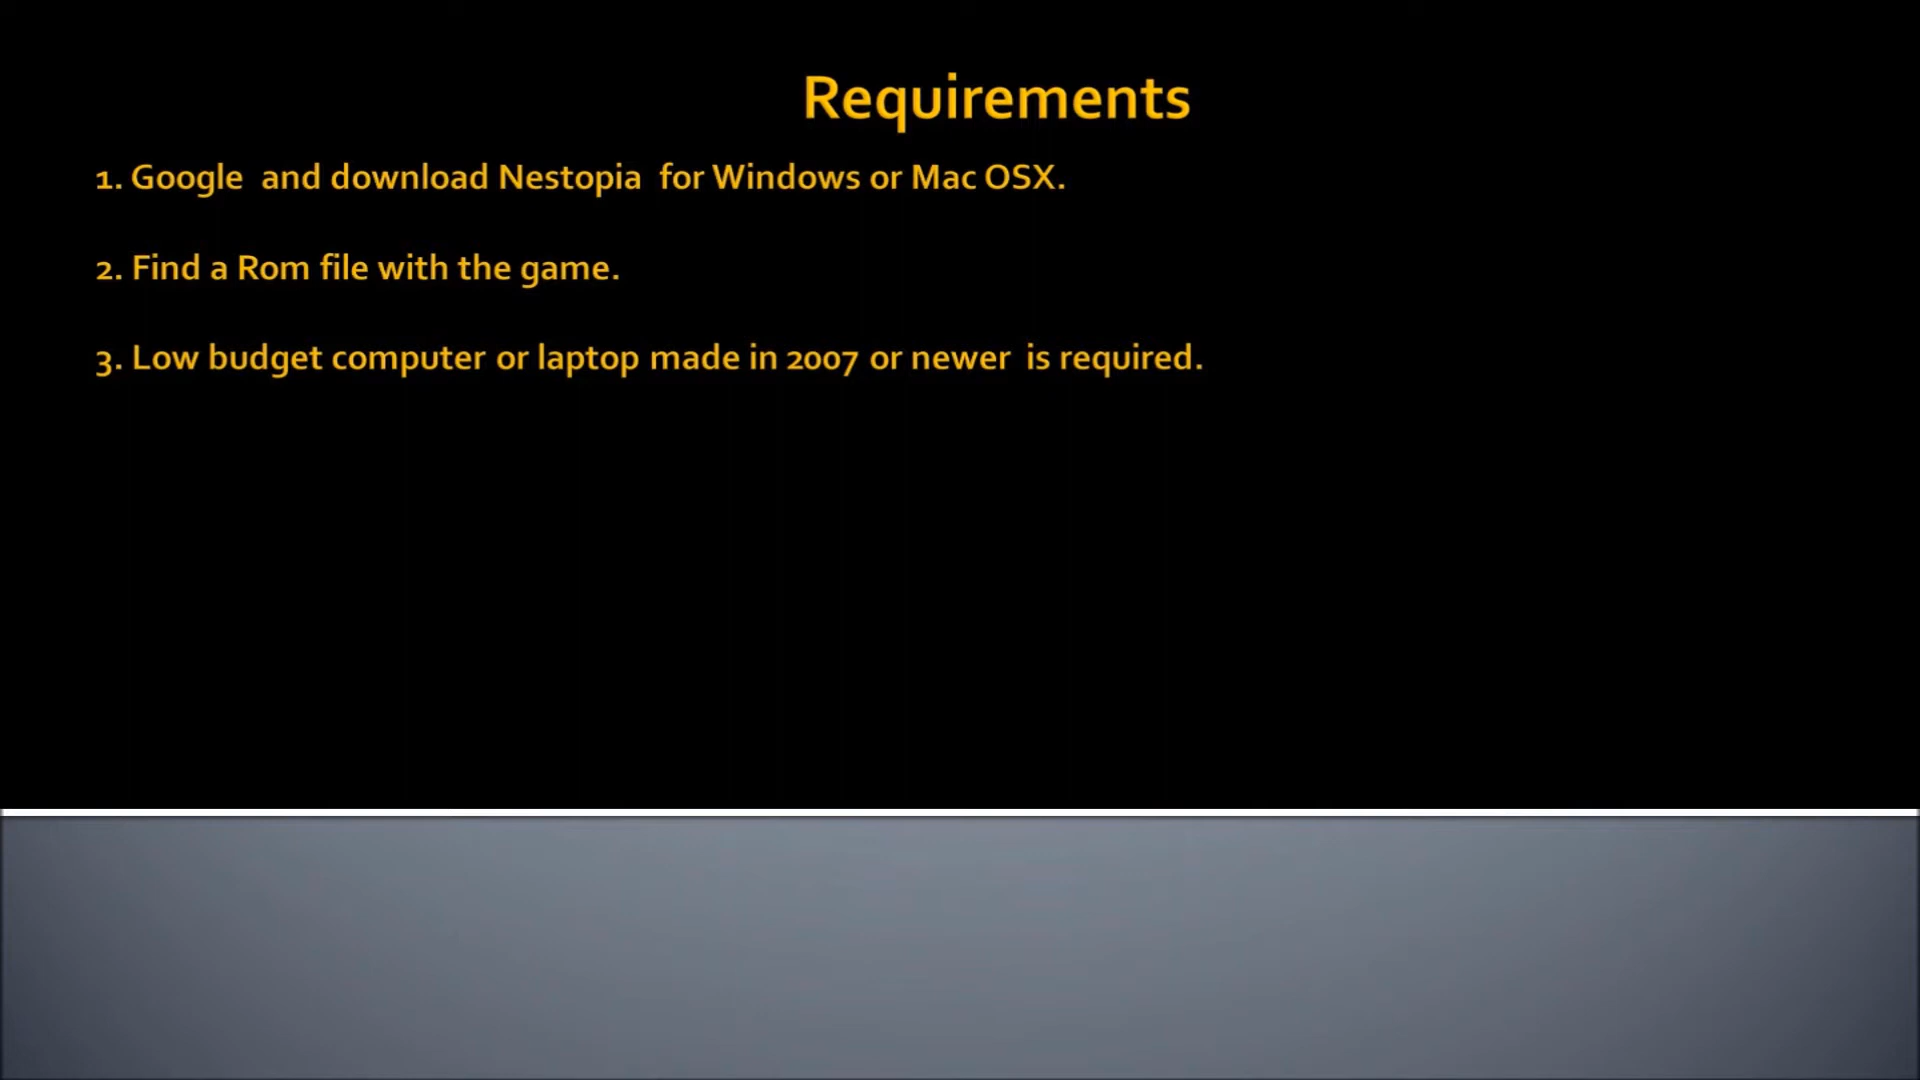 Requirements
1. Google and download Nestopia for Windows or Mac OSX.
2. Find a Rom file with the game.
3. Low budget computer or laptop made in 2007 or newer is required.